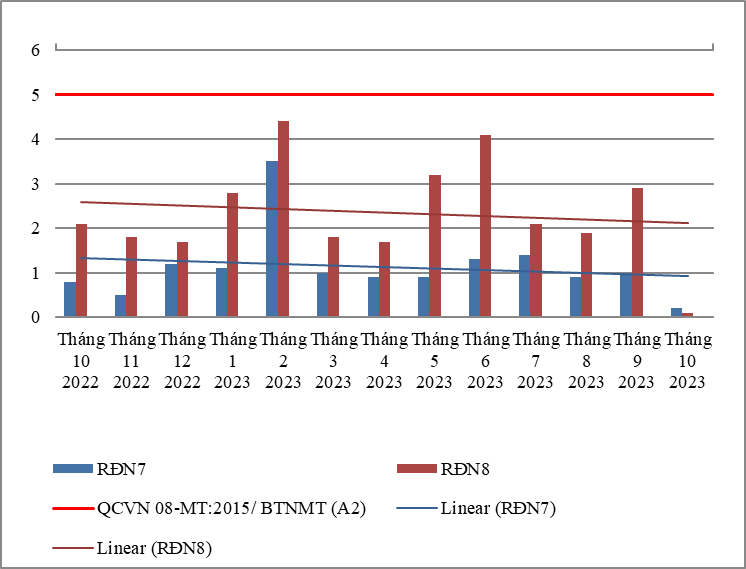 6
5
4
3
2
1
0
Tháng Tháng Tháng Tháng Tháng Tháng Tháng Tháng Tháng Tháng Tháng Tháng Tháng
10 11 12 1 2 3 4 5 6 7 8 9 10
2022 2022 2022 2023 2023 2023 2023 2023 2023 2023 2023 2023 2023
RĐN7 RĐN8
QCVN 08-MT:2015/ BTNMT (A2) Linear (RĐN7)
Linear (RĐN8)